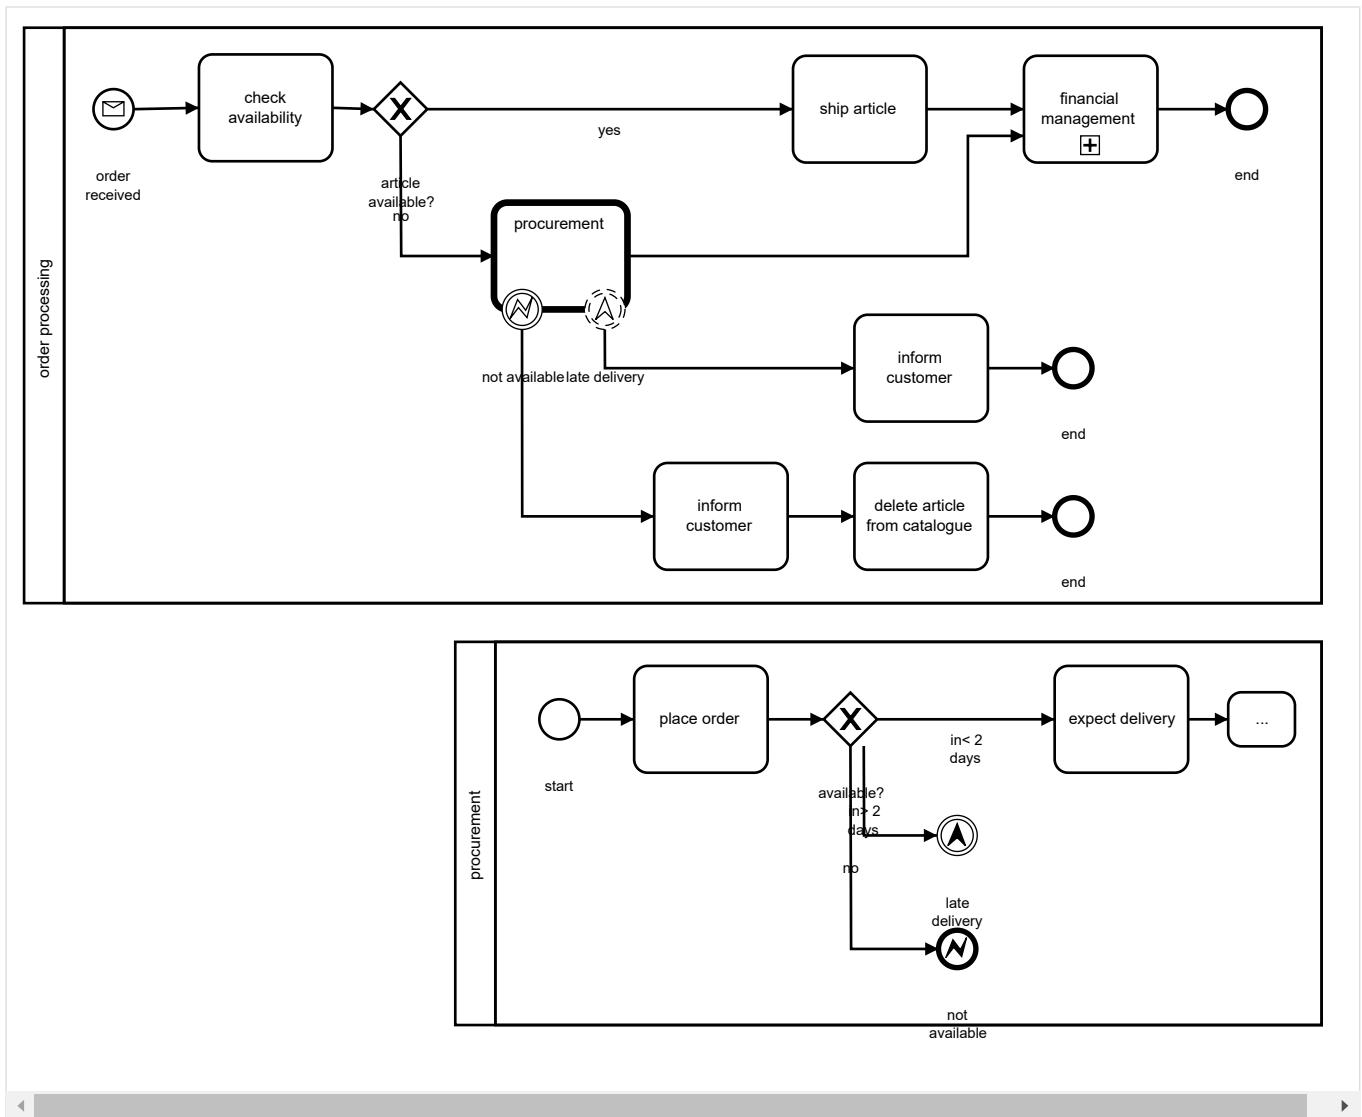 order processing
order
received
check
availability
article
available?
no
yes
ship article
financial
management
end
procurement
not available
late delivery
inform
customer
end
inform
customer
delete article
from catalogue
end
procurement
start
place order
available?
in< 2
days
expect delivery
...
in> 2
days
no
late
delivery
not
available